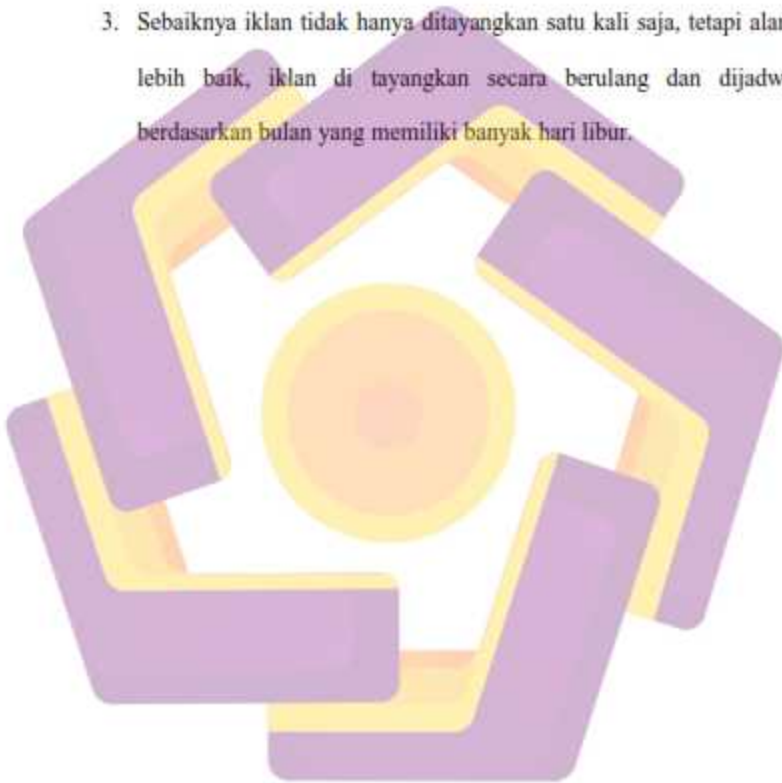 3. Sebaiknya iklan tidak hanya ditayangkan satu kali saja, tetapi
lebih baik, iklan di tayangkan secara berulang dan
berdasarkan bulan yang memiliki banyak hari libur.